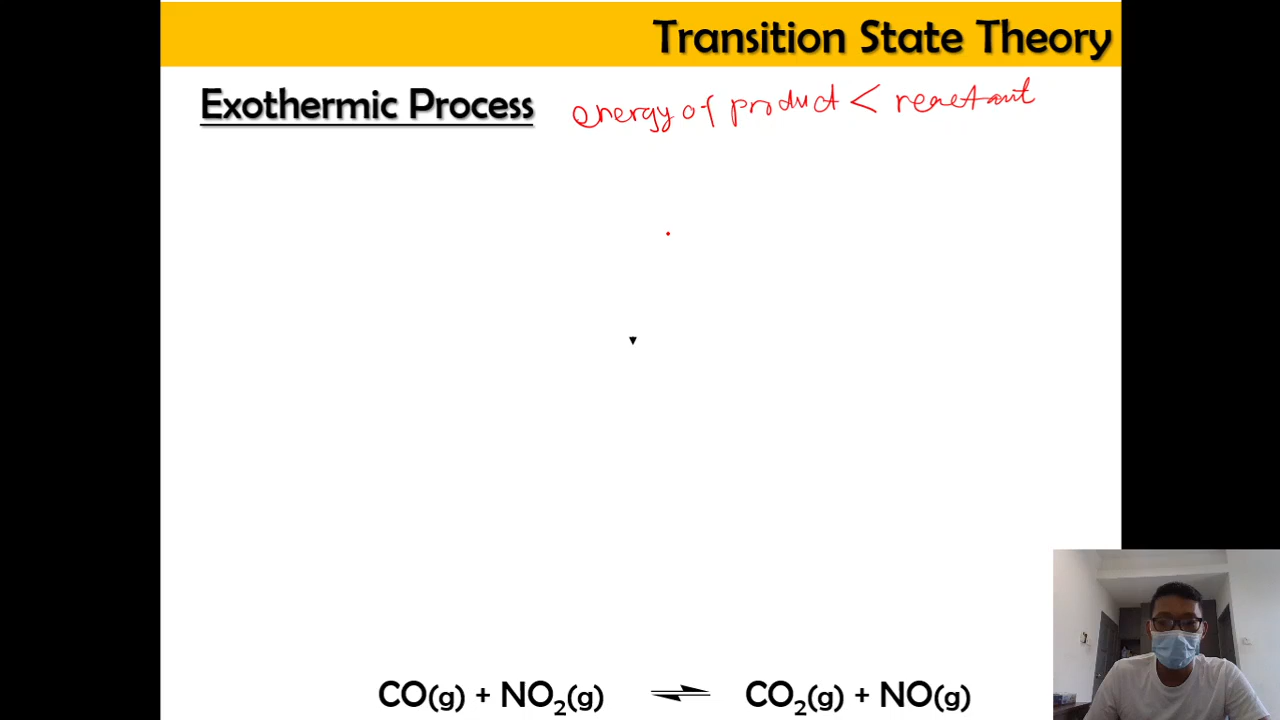 Transition State Theory
Exothermic Process energy of product < reactant
CO(g) + NO₂(g) ⇌ CO₂(g) + NO(g)